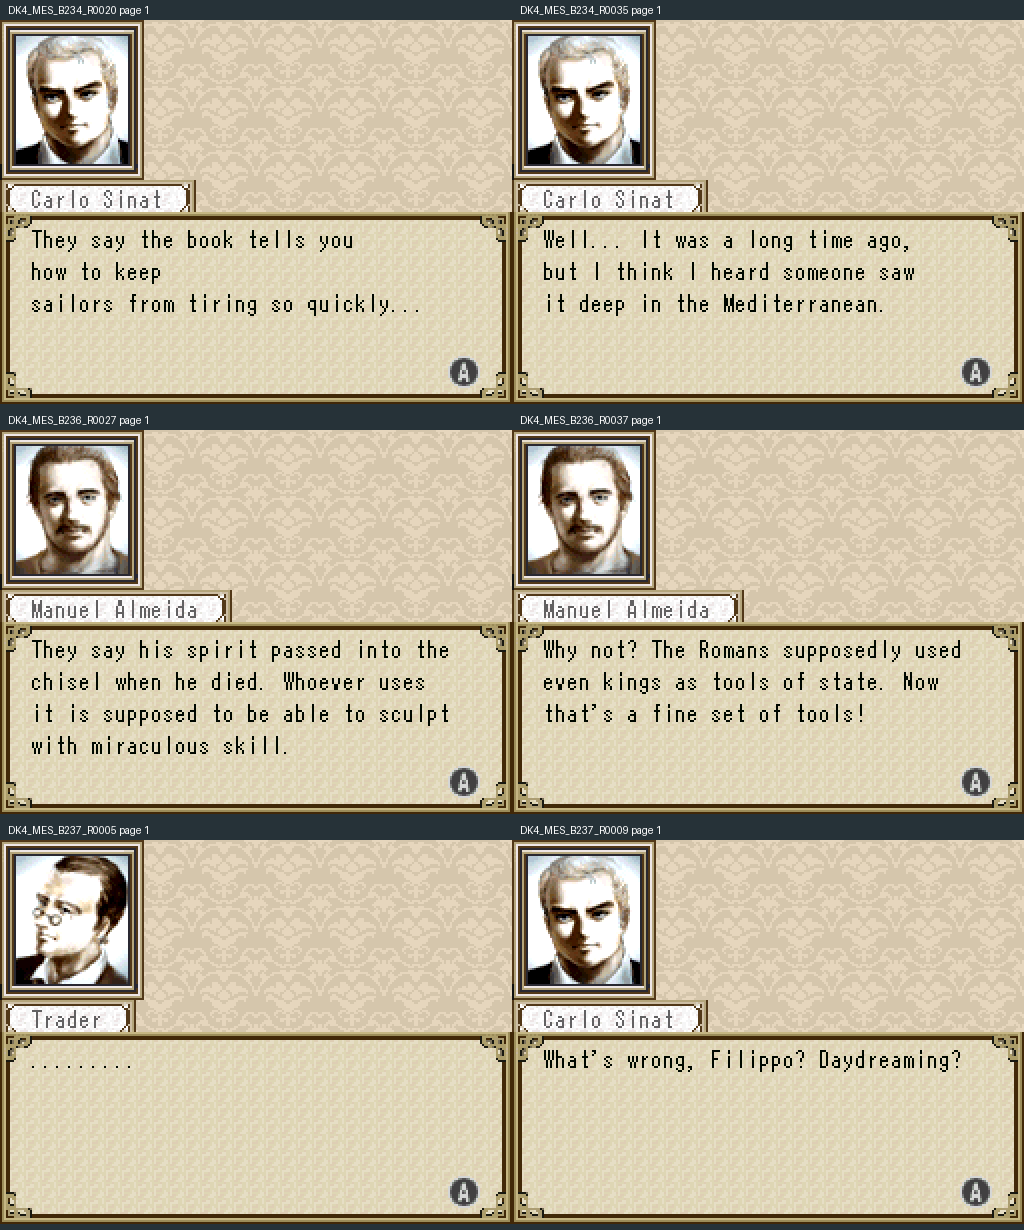 DK4_MES_B234_R0020 page 1
Carlo Sinat
They say the book tells you
how to keep
sailors from tiring so quickly...
A
DK4_MES_B234_R0035 page 1
Carlo Sinat
Well... It was a long time ago,
but I think I heard someone saw
it deep in the Mediterranean.
A
DK4_MES_B236_R0027 page 1
Manuel Almeida
They say his spirit passed into the
chisel when he died. Whoever uses
it is supposed to be able to sculpt
with miraculous skill.
A
DK4_MES_B236_R0037 page 1
Manuel Almeida
Why not? The Romans supposedly used
even kings as tools of state. Now
that's a fine set of tools!
A
DK4_MES_B237_R0005 page 1
Trader
.........
A
DK4_MES_B237_R0009 page 1
Carlo Sinat
What's wrong, Filippo? Daydreaming?
A